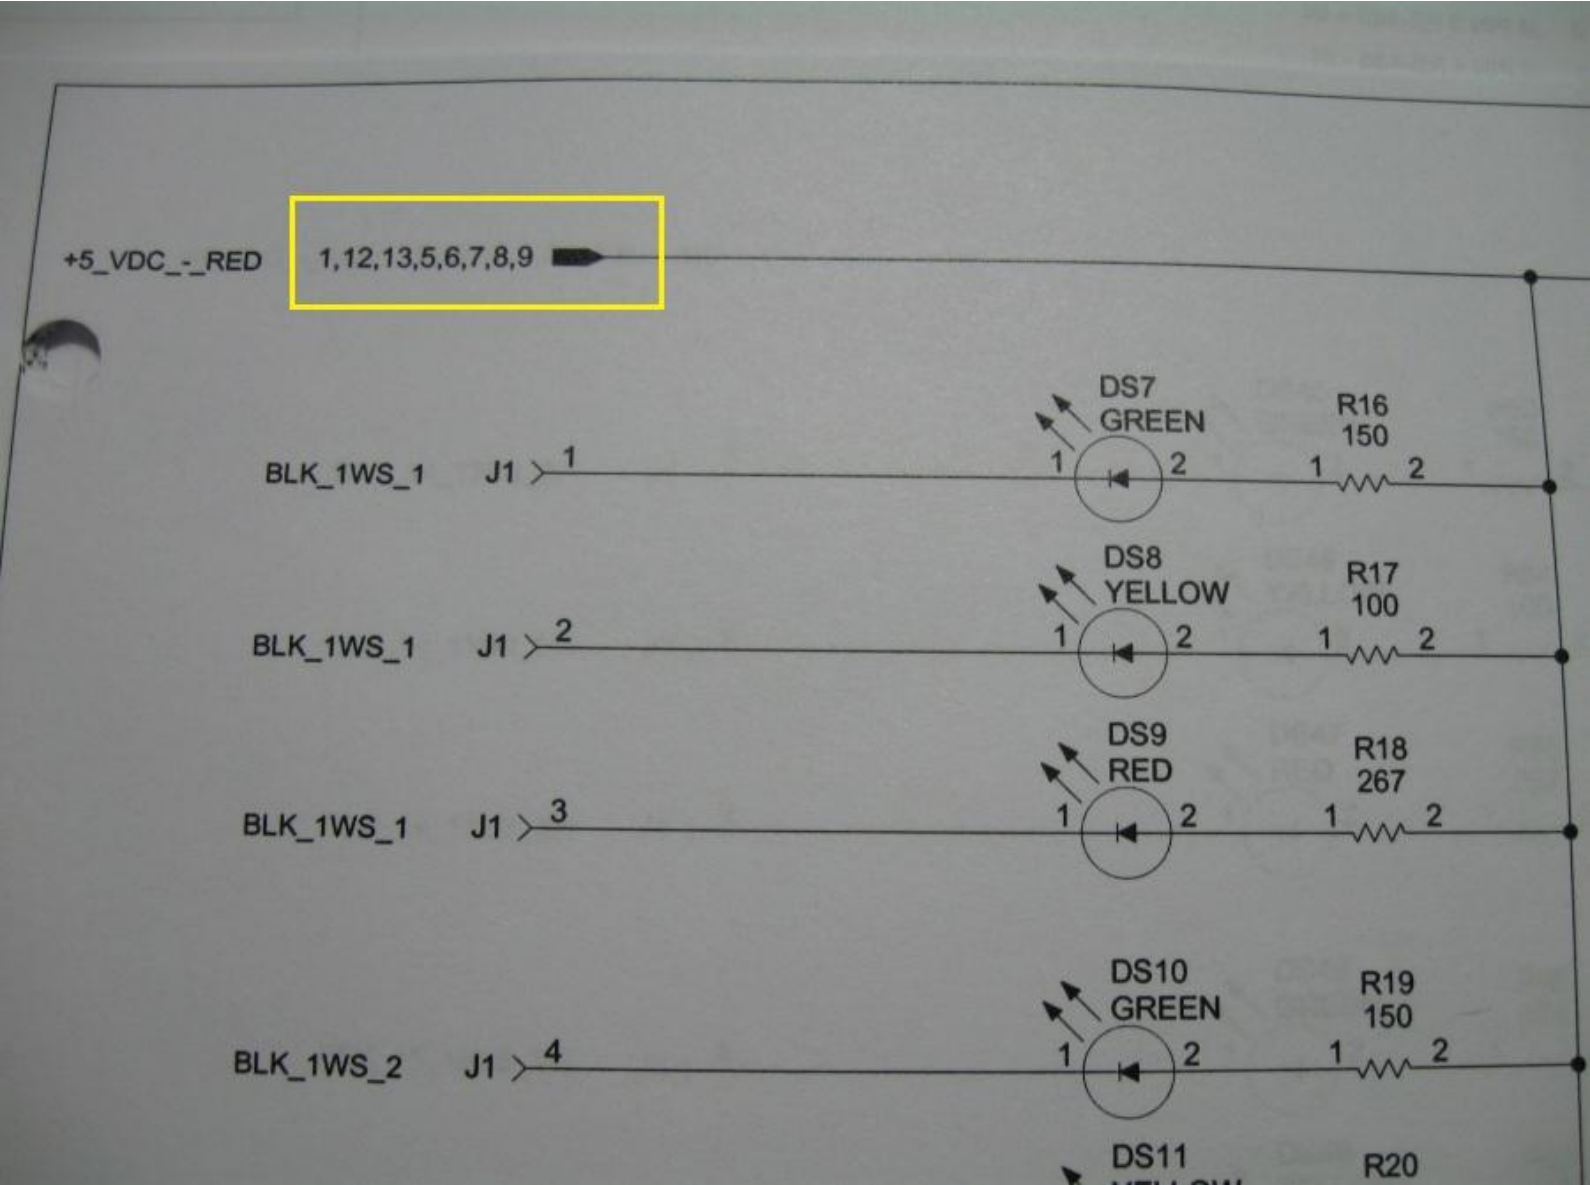 +5_VDC_-_RED 1,12,13,5,6,7,8,9
DS7
GREEN
R16
150
BLK_1WS_1 J1 1 1 2 1 2
DS8
YELLOW
R17
100
BLK_1WS_1 J1 2 1 2 1 2
DS9
RED
R18
267
BLK_1WS_1 J1 3 1 2 1 2
DS10
GREEN
R19
150
BLK_1WS_2 J1 4 1 2 1 2
DS11
YELLOW
R20